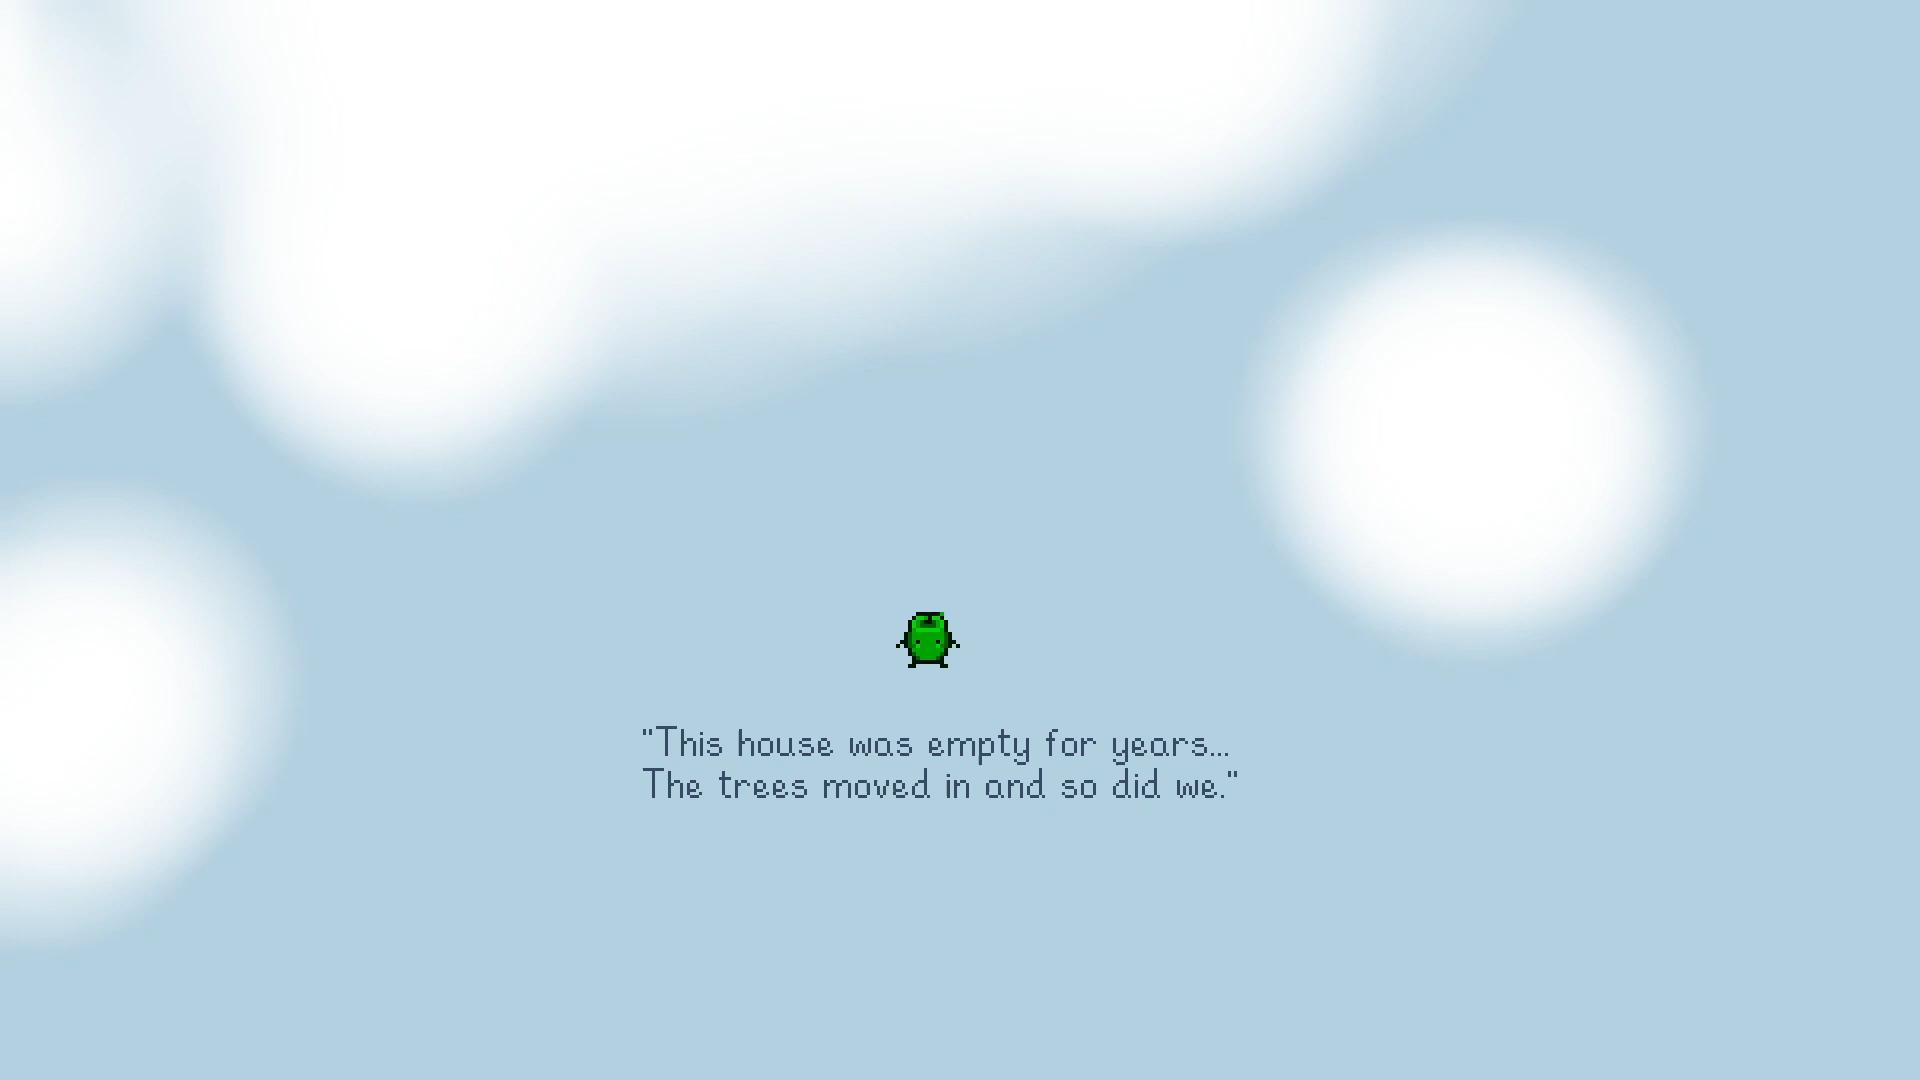 "This house was empty for years...
The trees moved in and so did we."